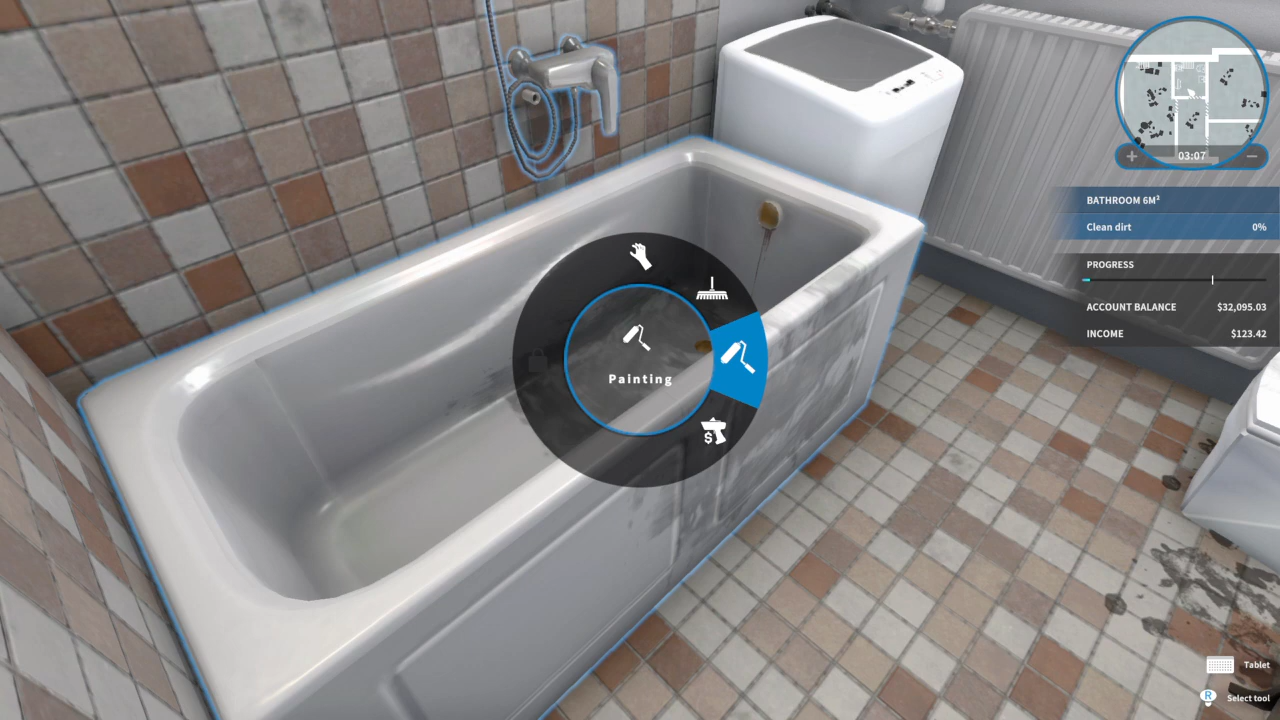 03:07
BATHROOM 6M²
Clean dirt 0%
PROGRESS
ACCOUNT BALANCE $32,095.03
INCOME $123.42
Painting
$
Tablet
R Select tool